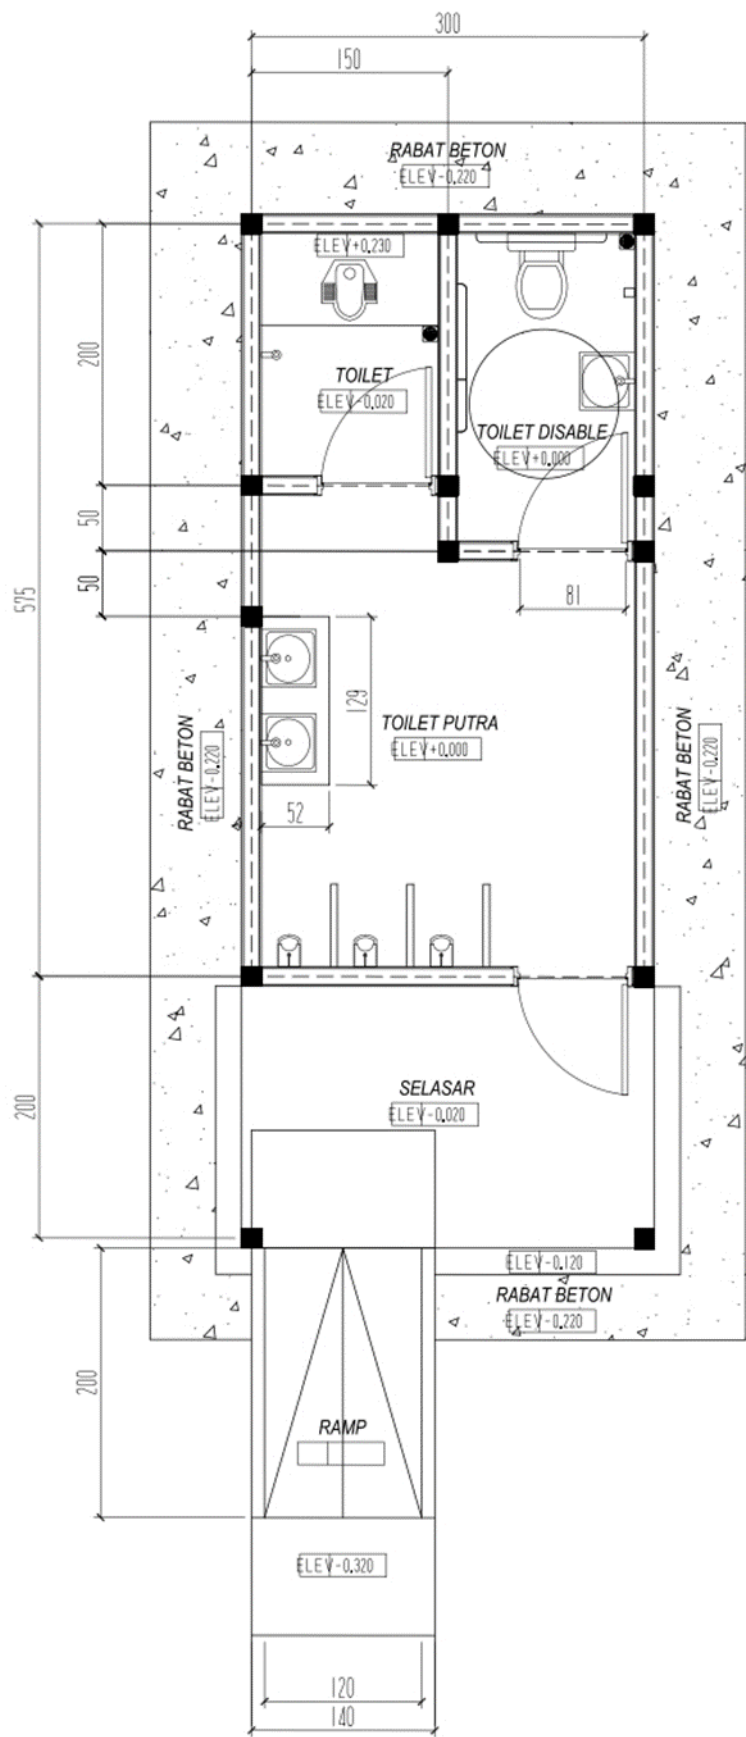 300
150
RABAT BETON
ELEV-0.220
ELEV+0.230
200
TOILET
ELEV-0.020
TOILET DISABLE
ELEV+0.000
50
50
575
81
129
TOILET PUTRA
ELEV+0.000
RABAT BETON
ELEV-0.220
RABAT BETON
ELEV-0.220
52
200
SELASAR
ELEV-0.020
ELEV-0.120
RABAT BETON
ELEV-0.220
200
RAMP
ELEV-0.320
120
140